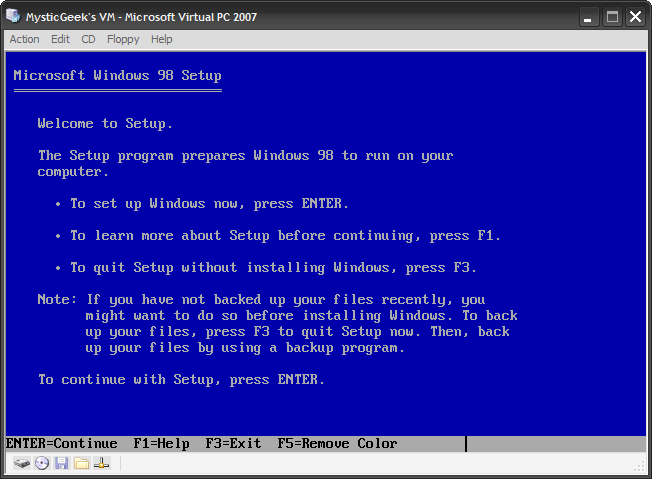 MysticGeek's VM - Microsoft Virtual PC 2007
Action Edit CD Floppy Help
Microsoft Windows 98 Setup
Welcome to Setup.
The Setup program prepares Windows 98 to run on your
computer.
• To set up Windows now, press ENTER.
• To learn more about Setup before continuing, press F1.
• To quit Setup without installing Windows, press F3.
Note: If you have not backed up your files recently, you
might want to do so before installing Windows. To back
up your files, press F3 to quit Setup now. Then, back
up your files by using a backup program.
To continue with Setup, press ENTER.
ENTER=Continue F1=Help F3=Exit F5=Remove Color